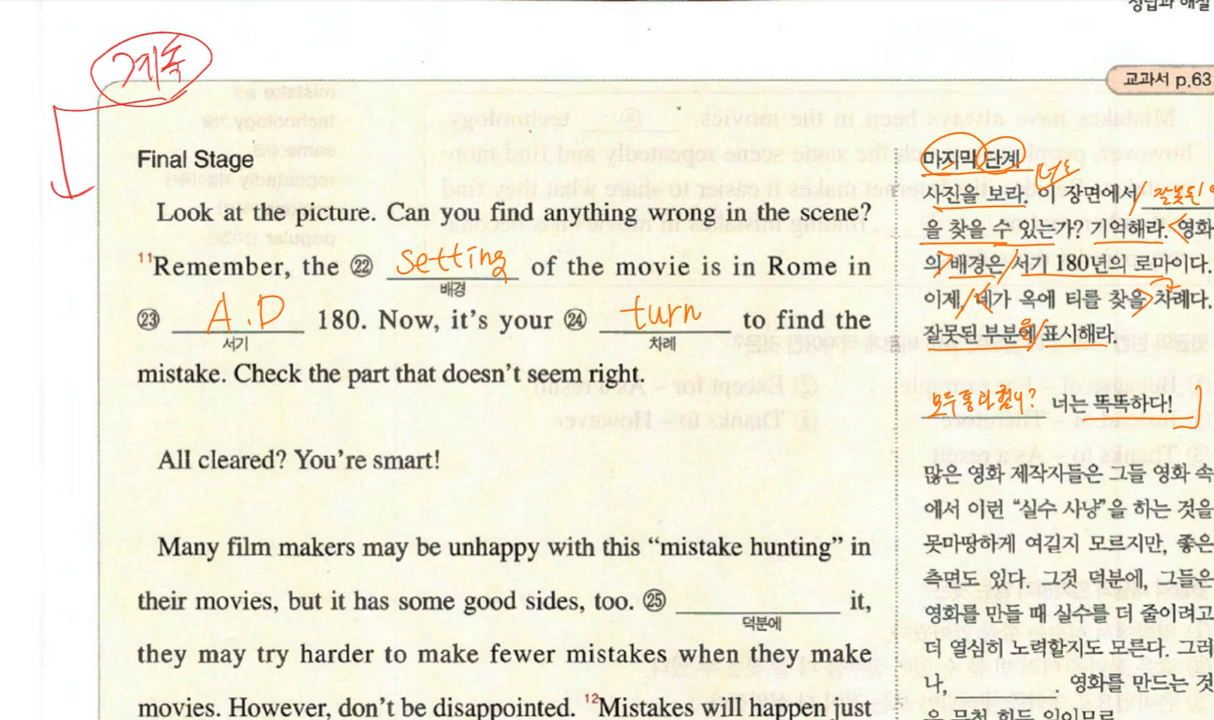 정답과 해설
계속
교과서 p.63
Final Stage
Look at the picture. Can you find anything wrong in the scene?
11Remember, the ㉒ setting of the movie is in Rome in
배경
㉓ A.D 180. Now, it's your ㉔ turn to find the
서기 차례
mistake. Check the part that doesn't seem right.
All cleared? You're smart!
Many film makers may be unhappy with this “mistake hunting” in
their movies, but it has some good sides, too. ㉕ ____ it,
덕분에
they may try harder to make fewer mistakes when they make
movies. However, don't be disappointed. 12Mistakes will happen just
마지막 단계
너는
사진을 보라. 이 장면에서 잘못된
을 찾을 수 있는가? 기억해라. 영화
의 배경은 서기 180년의 로마이다.
이제, 네가 옥에 티를 찾을 차례다.
잘못된 부분에 표시해라.
너는 똑똑하다!
많은 영화 제작자들은 그들 영화 속
에서 이런 “실수 사냥”을 하는 것을
못마땅하게 여길지 모르지만, 좋은
측면도 있다. 그것 덕분에, 그들은
영화를 만들 때 실수를 더 줄이려고
더 열심히 노력할지도 모른다. 그러
나, ____. 영화를 만드는 것
은 무척 힘든 일이므로